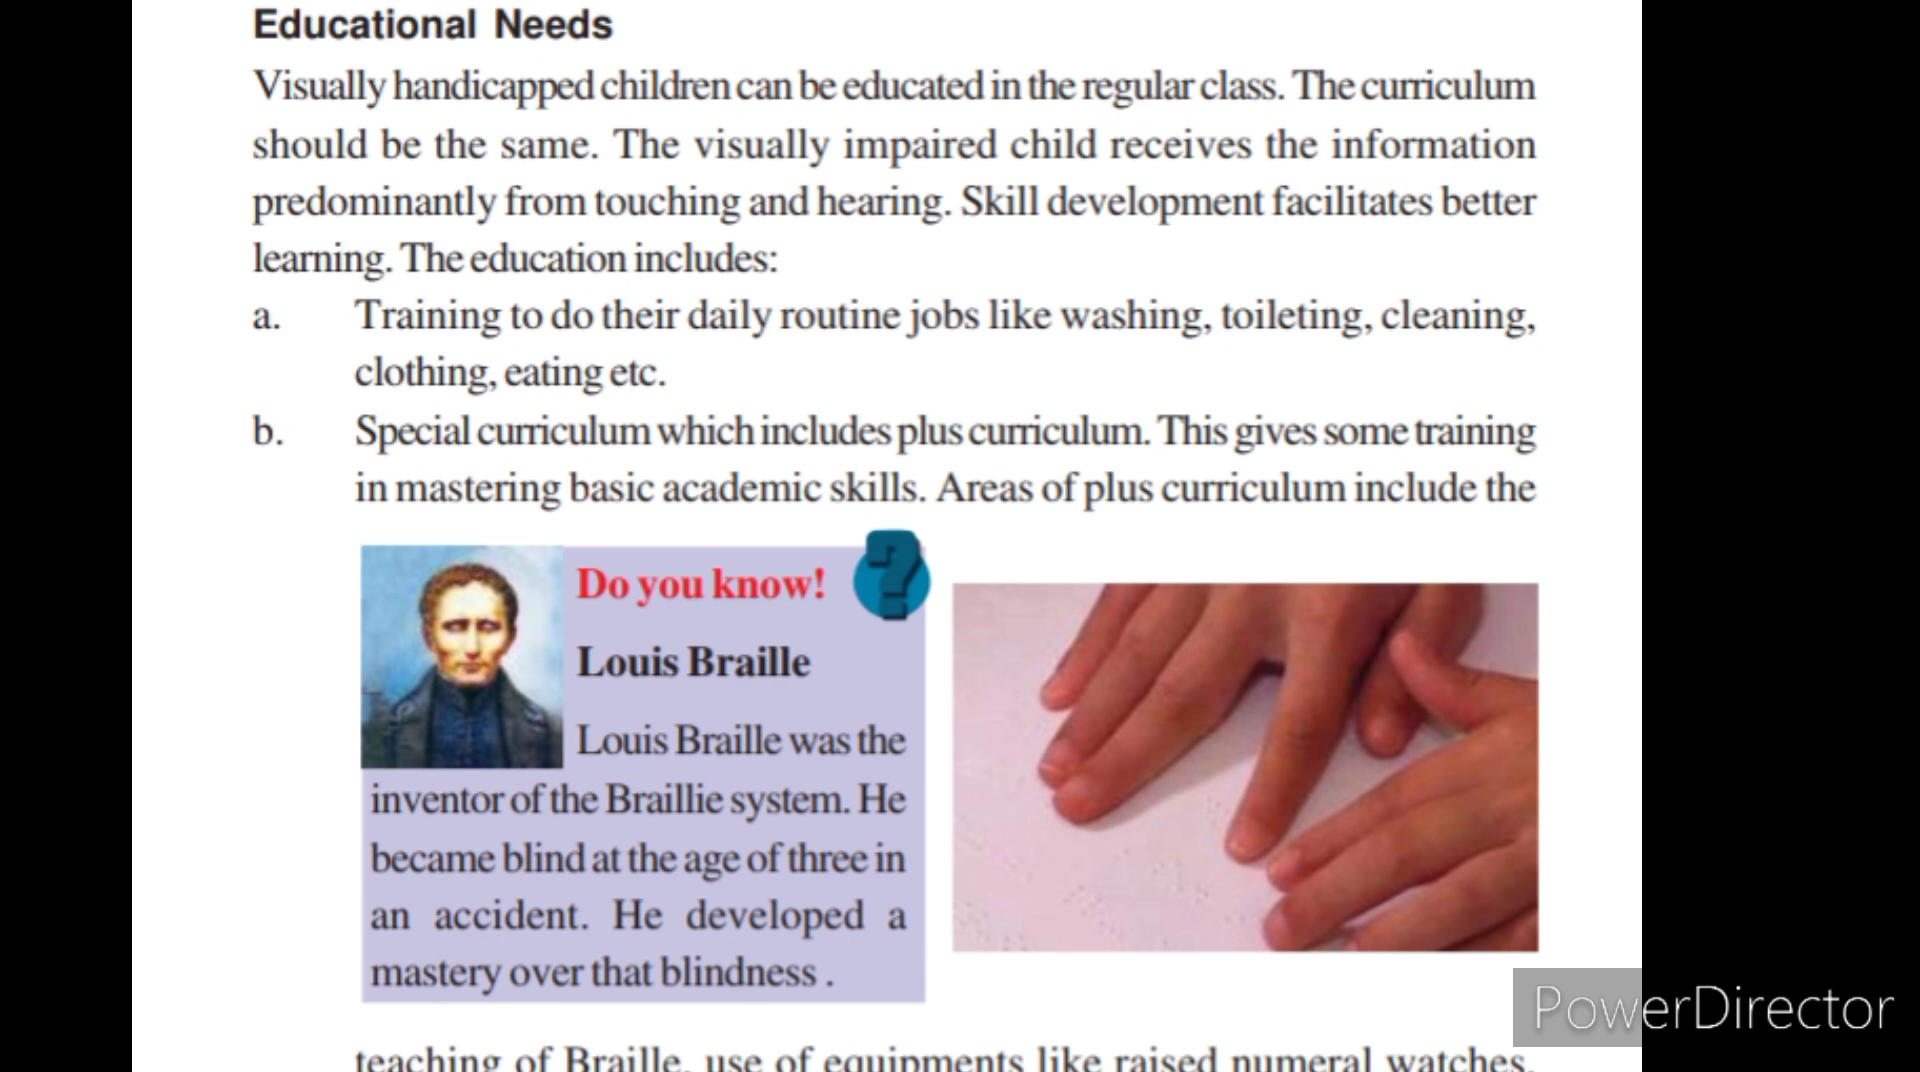 Educational Needs
Visually handicapped children can be educated in the regular class. The curriculum
should be the same. The visually impaired child receives the information
predominantly from touching and hearing. Skill development facilitates better
learning. The education includes:
a. Training to do their daily routine jobs like washing, toileting, cleaning,
clothing, eating etc.
b. Special curriculum which includes plus curriculum. This gives some training
in mastering basic academic skills. Areas of plus curriculum include the
Do you know!
?
Louis Braille
Louis Braille was the
inventor of the Braillie system. He
became blind at the age of three in
an accident. He developed a
mastery over that blindness .
teaching of Braille, use of equipments like raised numeral watches,
PowerDirector